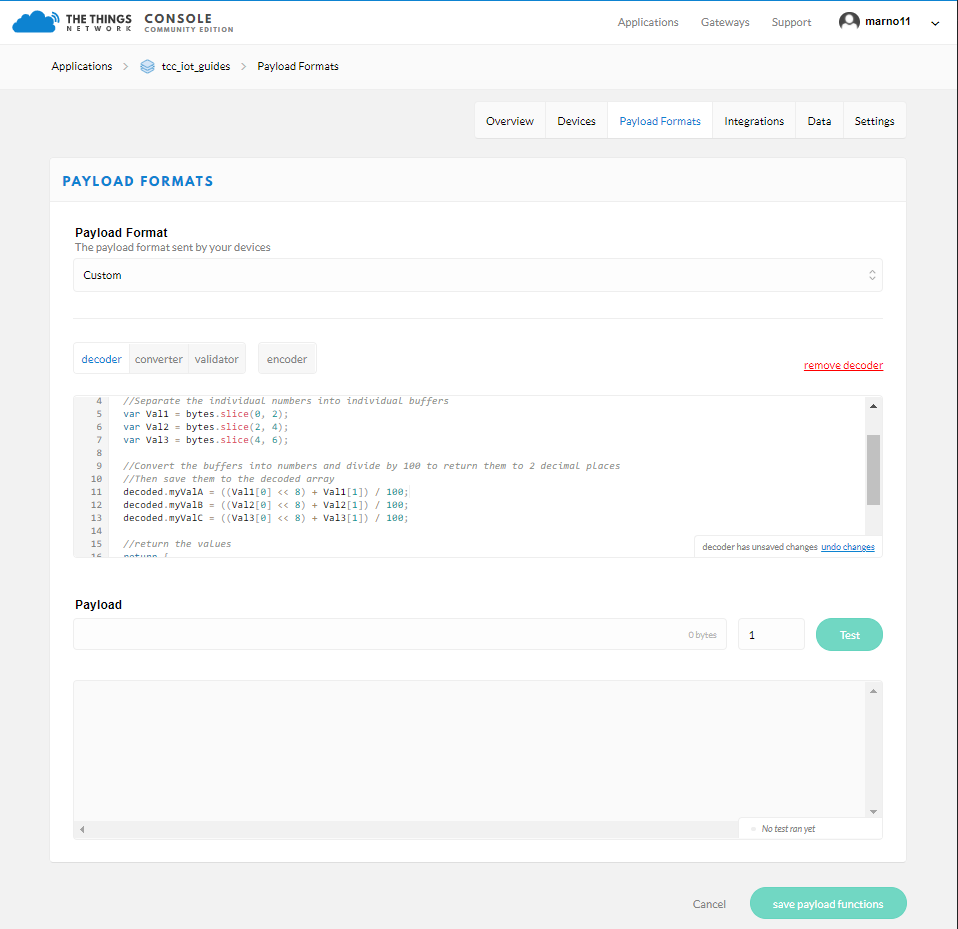 THE THINGS
NETWORK
CONSOLE
COMMUNITY EDITION
Applications
Gateways
Support
marno11
Applications
tcc_iot_guides
Payload Formats
Overview
Devices
Payload Formats
Integrations
Data
Settings
PAYLOAD FORMATS
Payload Format
The payload format sent by your devices
Custom
decoder
converter
validator
encoder
remove decoder
4 //Separate the individual numbers into individual buffers
5 var Val1 = bytes.slice(0, 2);
6 var Val2 = bytes.slice(2, 4);
7 var Val3 = bytes.slice(4, 6);
8
9 //Convert the buffers into numbers and divide by 100 to return them to 2 decimal places
10 //Then save them to the decoded array
11 decoded.myValA = ((Val1[0] << 8) + Val1[1]) / 100;
12 decoded.myValB = ((Val2[0] << 8) + Val2[1]) / 100;
13 decoded.myValC = ((Val3[0] << 8) + Val3[1]) / 100;
14
15 //return the values
16 return {
decoder has unsaved changes undo changes
Payload
0 bytes
1
Test
No test ran yet
Cancel
save payload functions